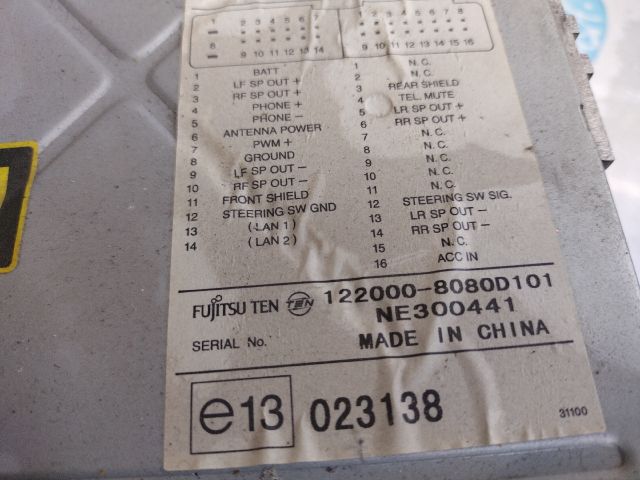 2 3 4 5 6 7
8
9 10 11 12 13 14
2 3 4 5 6 7 8
9 10 11 12 13 14 15 16
1 BATT
2 LF SP OUT +
3 RF SP OUT +
4 PHONE +
5 PHONE −
6 ANTENNA POWER
7 PWM +
8 GROUND
9 LF SP OUT −
10 RF SP OUT −
11 FRONT SHIELD
12 STEERING SW GND
13 (LAN 1)
14 (LAN 2)
1 N.C.
2 N.C.
3 REAR SHIELD
4 TEL. MUTE
5 LR SP OUT +
6 RR SP OUT +
7 N.C.
8 N.C.
9 N.C.
10 N.C.
11 N.C.
12 STEERING SW SIG.
13 LR SP OUT −
14 RR SP OUT −
15 N.C.
16 ACC IN
FUJITSU TEN TEN 122000-8080D101
NE300441
SERIAL No. MADE IN CHINA
e13 023138
31100